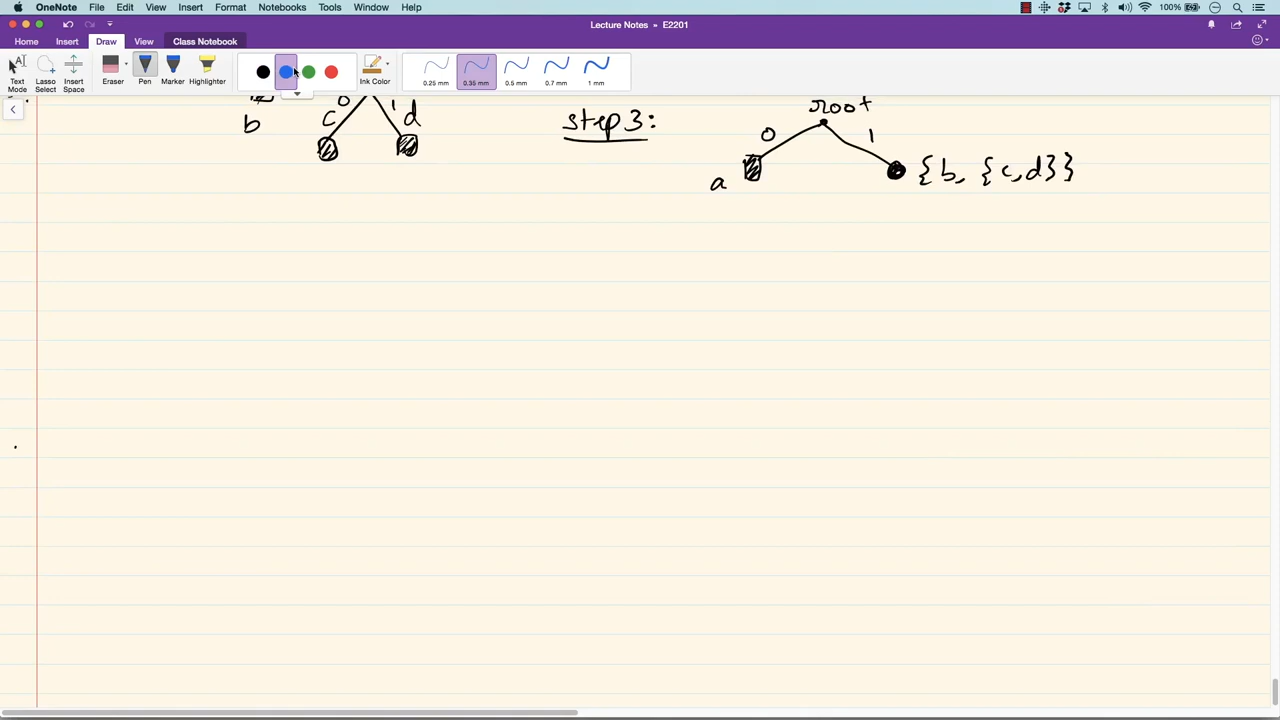 OneNote File Edit View Insert Format Notebooks Tools Window Help 100%
Lecture Notes » E2201
Home Insert Draw View Class Notebook
Text Mode
Lasso Select
Insert Space
Eraser
Pen
Marker
Highlighter
Ink Color
0.25 mm 0.35 mm 0.5 mm 0.7 mm 1 mm
0 1
b c d
step 3:
root
0 1
a {b, {c,d}}